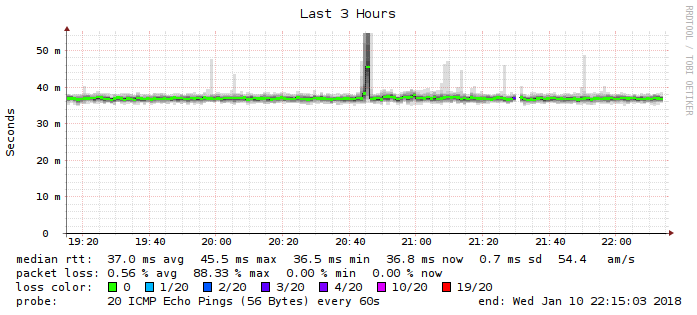 Last 3 Hours
RRDTOOL / TOBI OETIKER
Seconds
50 m
40 m
30 m
20 m
10 m
0
19:20 19:40 20:00 20:20 20:40 21:00 21:20 21:40 22:00
median rtt: 37.0 ms avg 45.5 ms max 36.5 ms min 36.8 ms now 0.7 ms sd 54.4 am/s
packet loss: 0.56 % avg 88.33 % max 0.00 % min 0.00 % now
loss color: 0 1/20 2/20 3/20 4/20 10/20 19/20
probe: 20 ICMP Echo Pings (56 Bytes) every 60s end: Wed Jan 10 22:15:03 2018